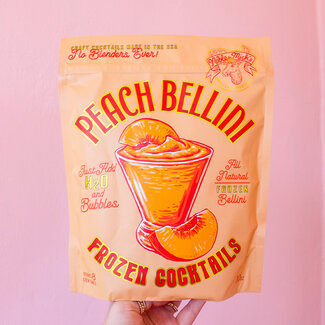 CRAFT COCKTAILS MADE IN THE USA
No Blenders Ever!
PEACH BELLINI
Just Add
H2O
and
Bubbles
All
Natural
FROZEN
Bellini
FROZEN COCKTAILS